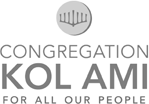 CONGREGATION
KOL AMI
FOR ALL OUR PEOPLE